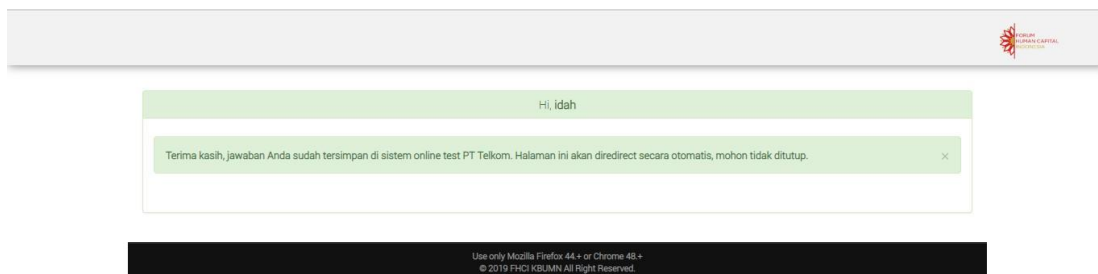 FORUM
HUMAN CAPITAL
INDONESIA
Hi, idah
Terima kasih, jawaban Anda sudah tersimpan di sistem online test PT Telkom. Halaman ini akan diredirect secara otomatis, mohon tidak ditutup. ×
Use only Mozilla Firefox 44.+ or Chrome 48.+
© 2019 FHCI KBUMN All Right Reserved.